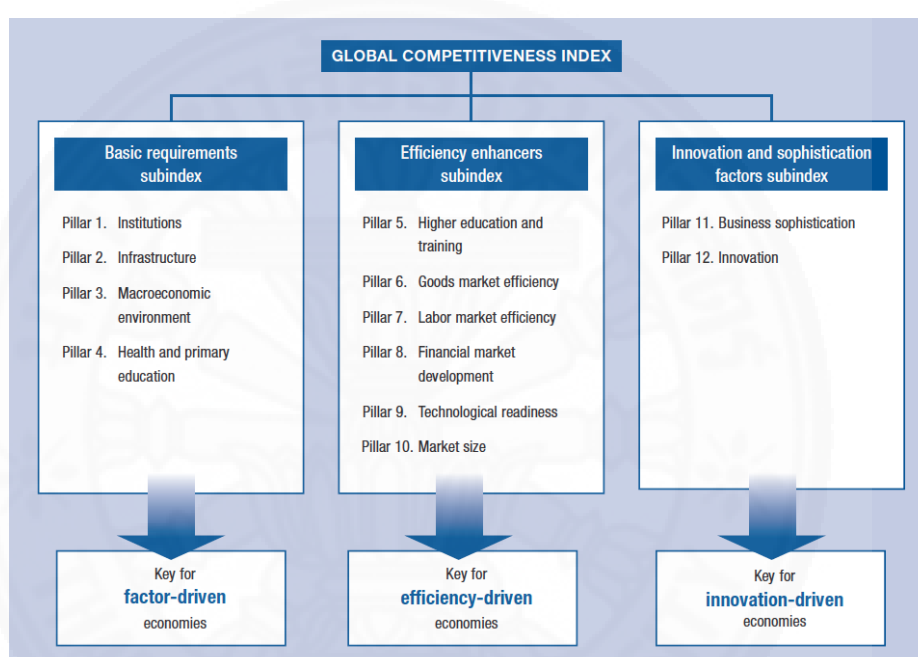 GLOBAL COMPETITIVENESS INDEX
Basic requirements
subindex
Pillar 1. Institutions
Pillar 2. Infrastructure
Pillar 3. Macroeconomic
environment
Pillar 4. Health and primary
education
Key for
factor-driven
economies
Efficiency enhancers
subindex
Pillar 5. Higher education and
training
Pillar 6. Goods market efficiency
Pillar 7. Labor market efficiency
Pillar 8. Financial market
development
Pillar 9. Technological readiness
Pillar 10. Market size
Key for
efficiency-driven
economies
Innovation and sophistication
factors subindex
Pillar 11. Business sophistication
Pillar 12. Innovation
Key for
innovation-driven
economies